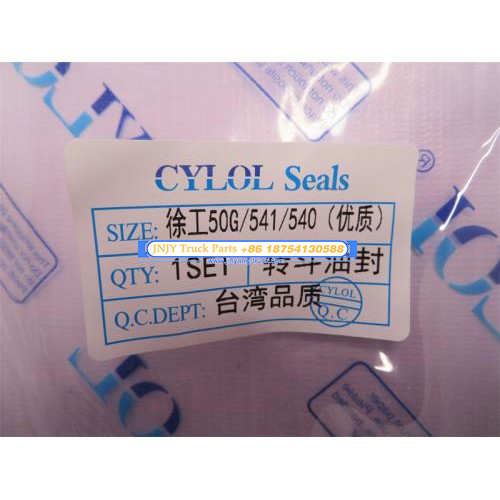 CYLOL Seals
SIZE: 徐工50G/541/540（优质）
JNJY Truck Parts +86 18754130588
QTY: 1SET 转斗油封
Q.C.DEPT: 台湾品质
CYLOL
Q.C